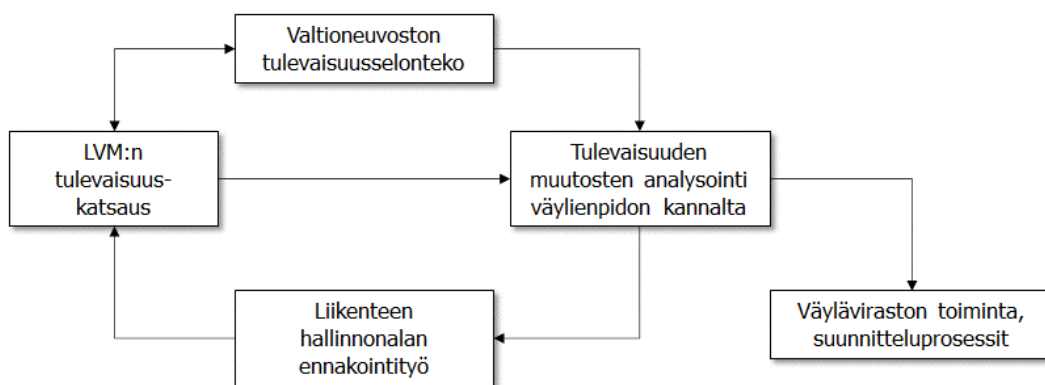 Valtioneuvoston
tulevaisuusselonteko
LVM:n
tulevaisuus-
katsaus
Tulevaisuuden
muutosten analysointi
väylienpidon kannalta
Liikenteen
hallinnonalan
ennakointityö
Väyläviraston toiminta,
suunnitteluprosessit